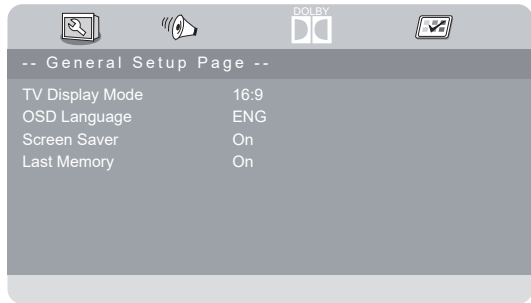 DOLBY
-- General Setup Page --
TV Display Mode 16:9
OSD Language ENG
Screen Saver On
Last Memory On